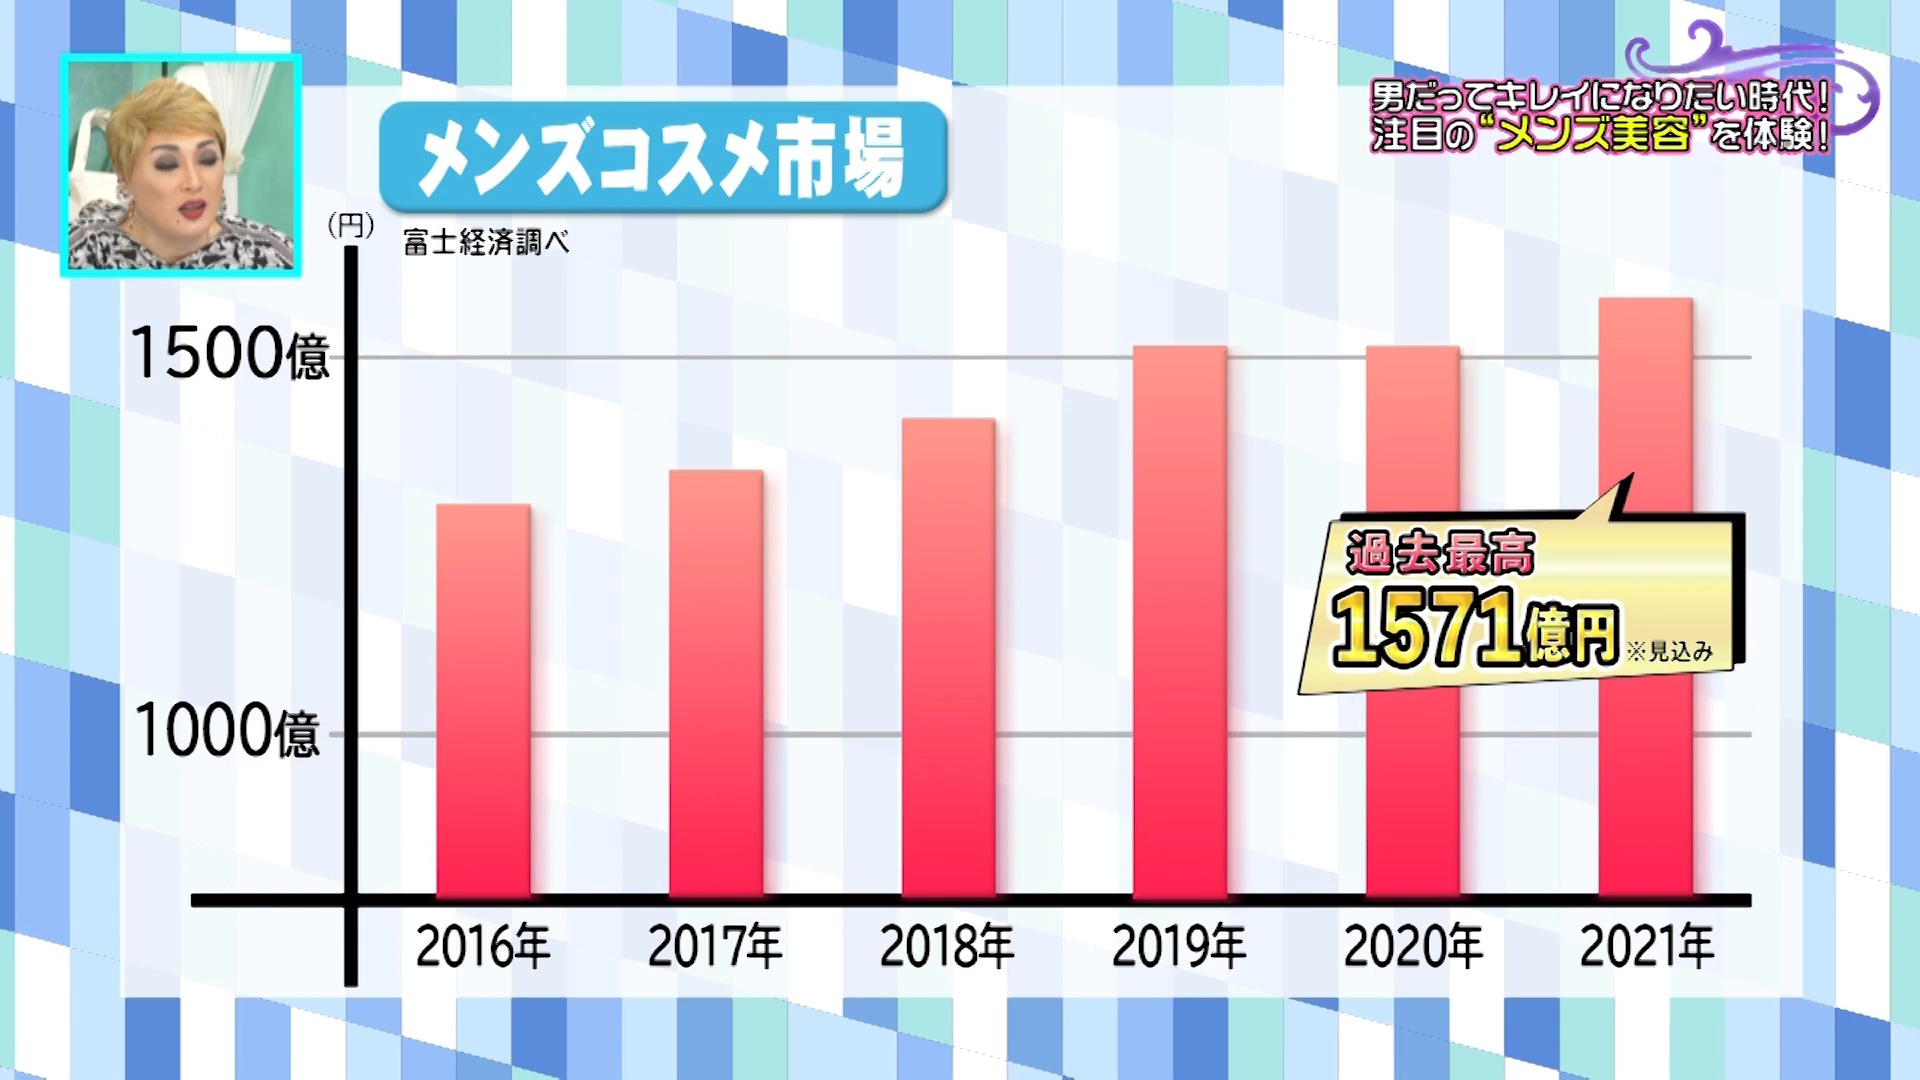 男だってキレイになりたい時代!
注目の“メンズ美容”を体験!
メンズコスメ市場
(円)
富士経済調べ
1500億
1000億
過去最高
1571億円 ※見込み
2016年 2017年 2018年 2019年 2020年 2021年